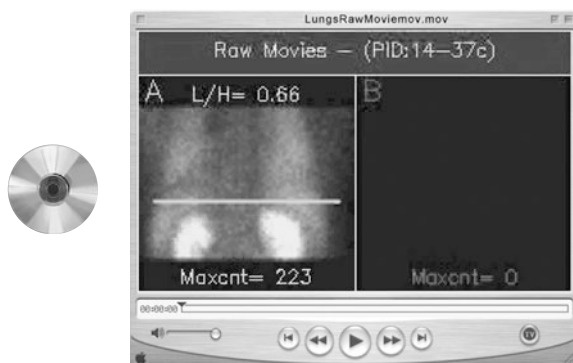 LungsRawMoviemov.mov
Raw Movies – (PID:14–37c)
A L/H= 0.66 B
Maxcnt= 223 Maxcnt= 0
00:00:00